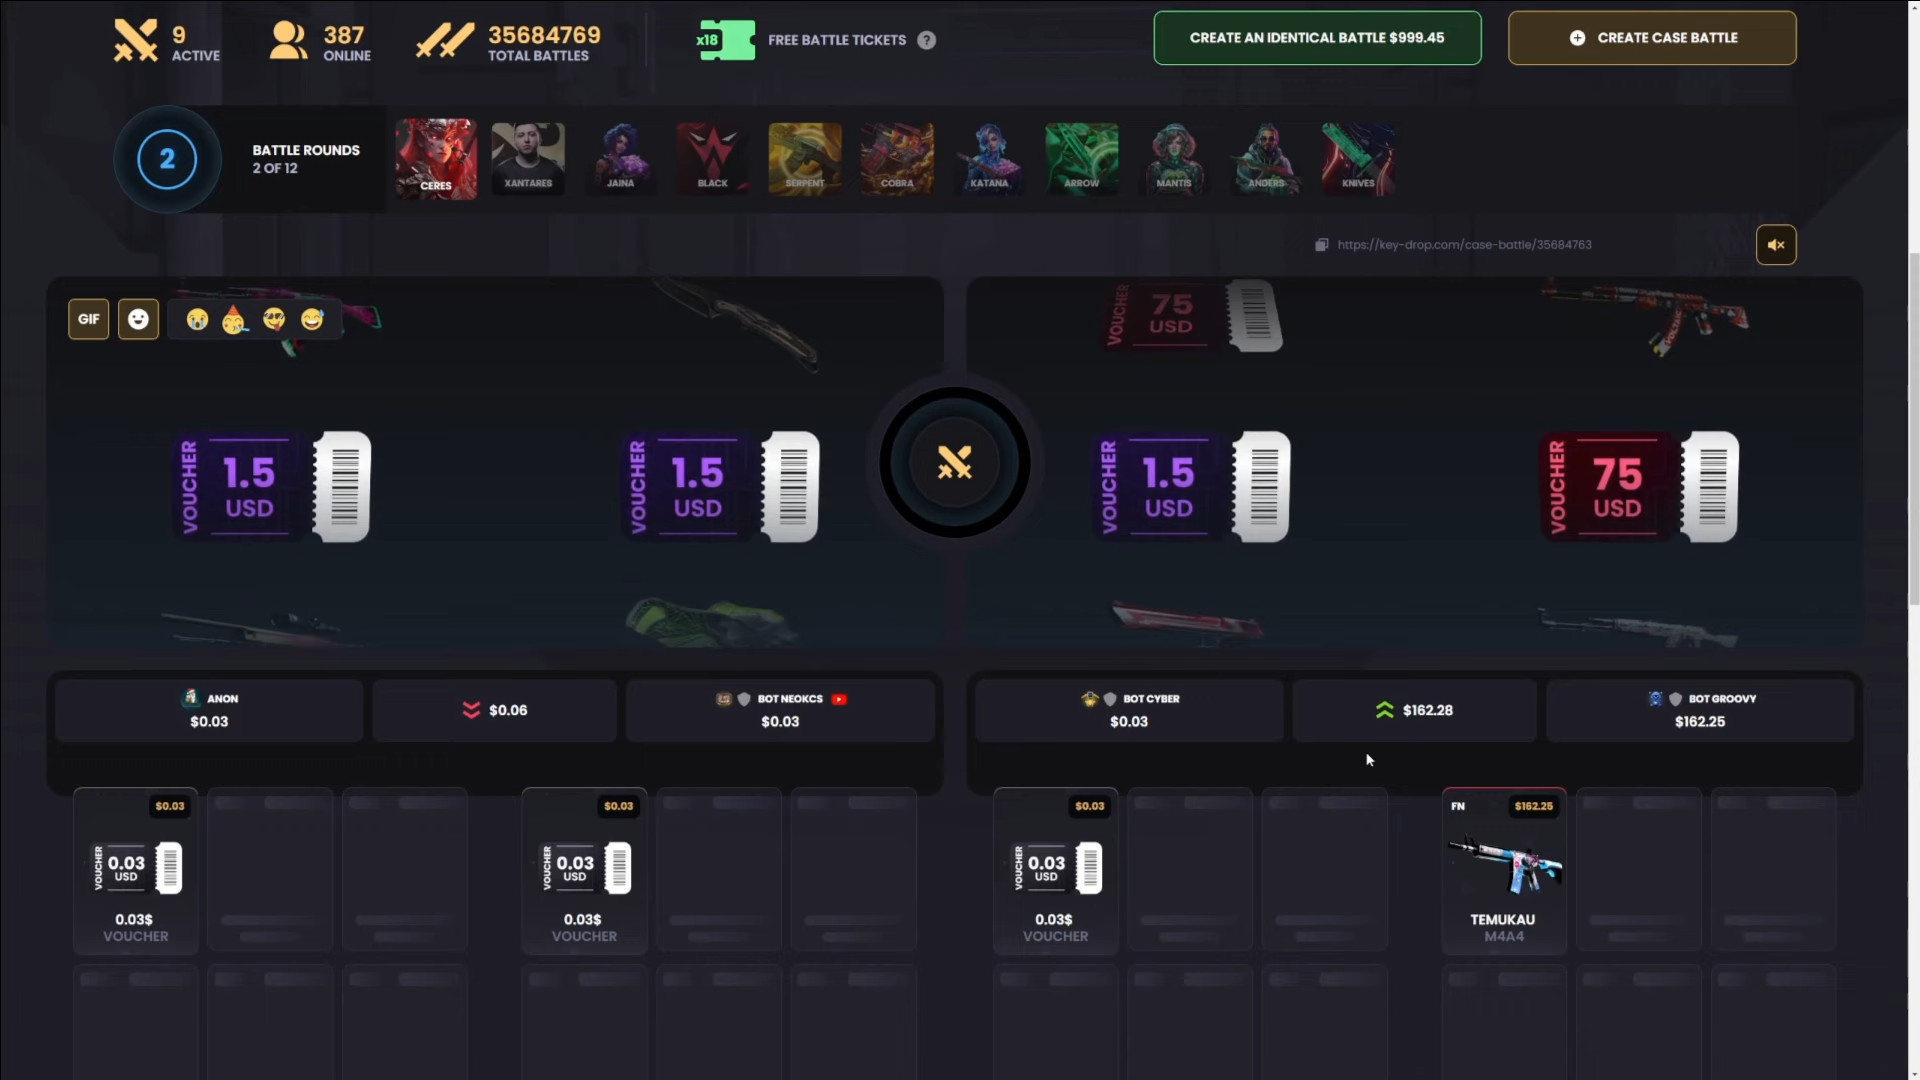 9
ACTIVE
387
ONLINE
35684769
TOTAL BATTLES
x18
FREE BATTLE TICKETS
?
CREATE AN IDENTICAL BATTLE $999.45
CREATE CASE BATTLE
2
BATTLE ROUNDS
2 OF 12
CERES
XANTARES
JAINA
BLACK
SERPENT
COBRA
KATANA
ARROW
MANTIS
ANDERS
KNIVES
https://key-drop.com/case-battle/35684763
GIF
VOUCHER
75
USD
VOUCHER
1.5
USD
VOUCHER
1.5
USD
VOUCHER
1.5
USD
VOUCHER
75
USD
ANON
$0.03
$0.06
BOT NEOKCS
$0.03
BOT CYBER
$0.03
$162.28
BOT GROOVY
$162.25
$0.03
VOUCHER
0.03
USD
0.03$
VOUCHER
$0.03
VOUCHER
0.03
USD
0.03$
VOUCHER
$0.03
VOUCHER
0.03
USD
0.03$
VOUCHER
FN
$162.25
TEMUKAU
M4A4